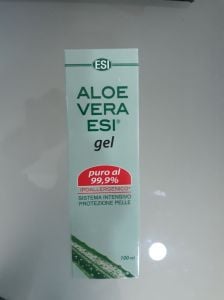 ESI
ALOE
VERA
ESI®
gel
puro al
99,9%
IPOALLERGENICO*
SISTEMA INTENSIVO
PROTEZIONE PELLE
100 ml